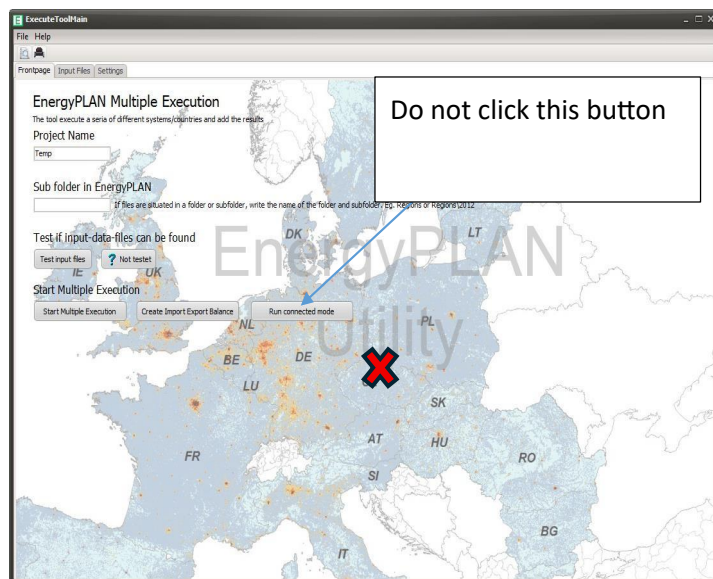 ExecuteToolMain
File Help
Frontpage Input Files Settings
EnergyPLAN Multiple Execution
The tool execute a seria of different systems/countries and add the results
Project Name
Temp
Do not click this button
Sub folder in EnergyPLAN
If files are situated in a folder or subfolder, write the name of the folder and subfolder. Eg. Regions or Regions\2012
Test if input-data-files can be found
Test input files ? Not testet
Start Multiple Execution
Start Multiple Execution Create Import Export Balance Run connected mode
EnergyPLAN
Utility
DK
LT
IE
UK
NL
PL
BE
DE
LU
SK
FR
AT
HU
RO
SI
BG
IT